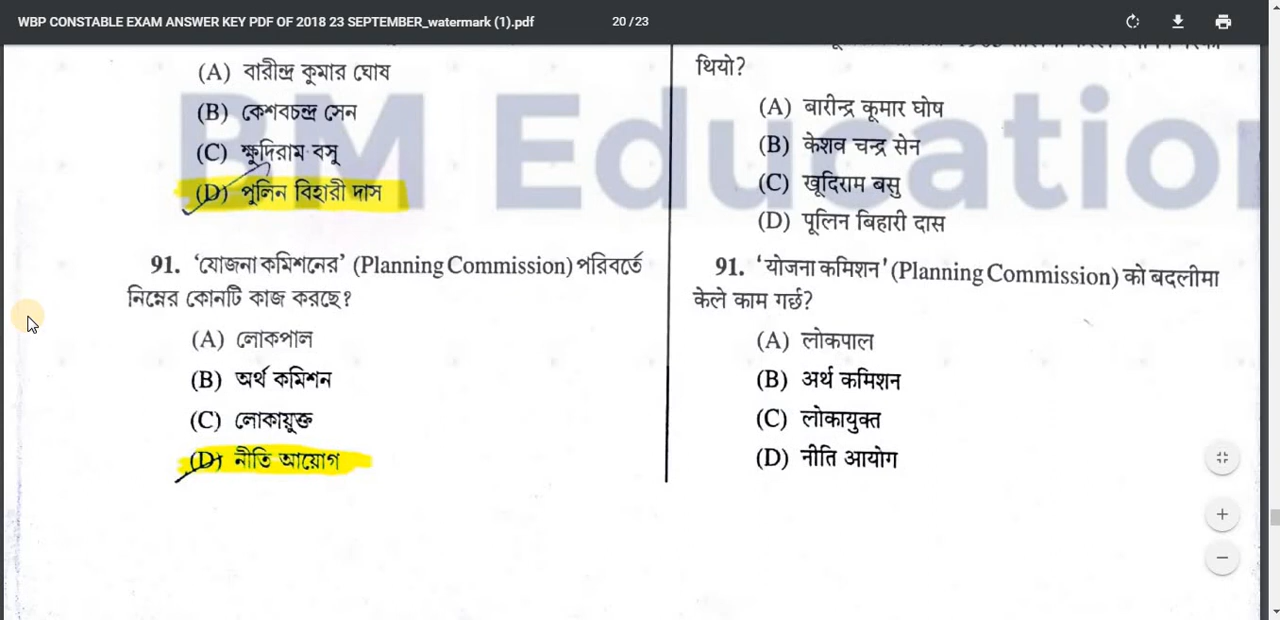 WBP CONSTABLE EXAM ANSWER KEY PDF OF 2018 23 SEPTEMBER_watermark (1).pdf
20 / 23
BM Education
(A) বারীন্দ্র কুমার ঘোষ
(B) কেশবচন্দ্র সেন
(C) ক্ষুদিরাম বসু
(D) পুলিন বিহারী দাস
91. ‘যোজনা কমিশনের’ (Planning Commission) পরিবর্তে
নিম্নের কোনটি কাজ করছে?
(A) লোকপাল
(B) অর্থ কমিশন
(C) লোকায়ুক্ত
(D) নীতি আয়োগ
थियो?
(A) बारीन्द्र कूमार घोष
(B) केशव चन्द्र सेन
(C) खूदिराम बसु
(D) पूलिन बिहारी दास
91. ‘योजना कमिशन’ (Planning Commission) को बदलीमा
केले काम गर्छ?
(A) लोकपाल
(B) अर्थ कमिशन
(C) लोकायुक्त
(D) नीति आयोग